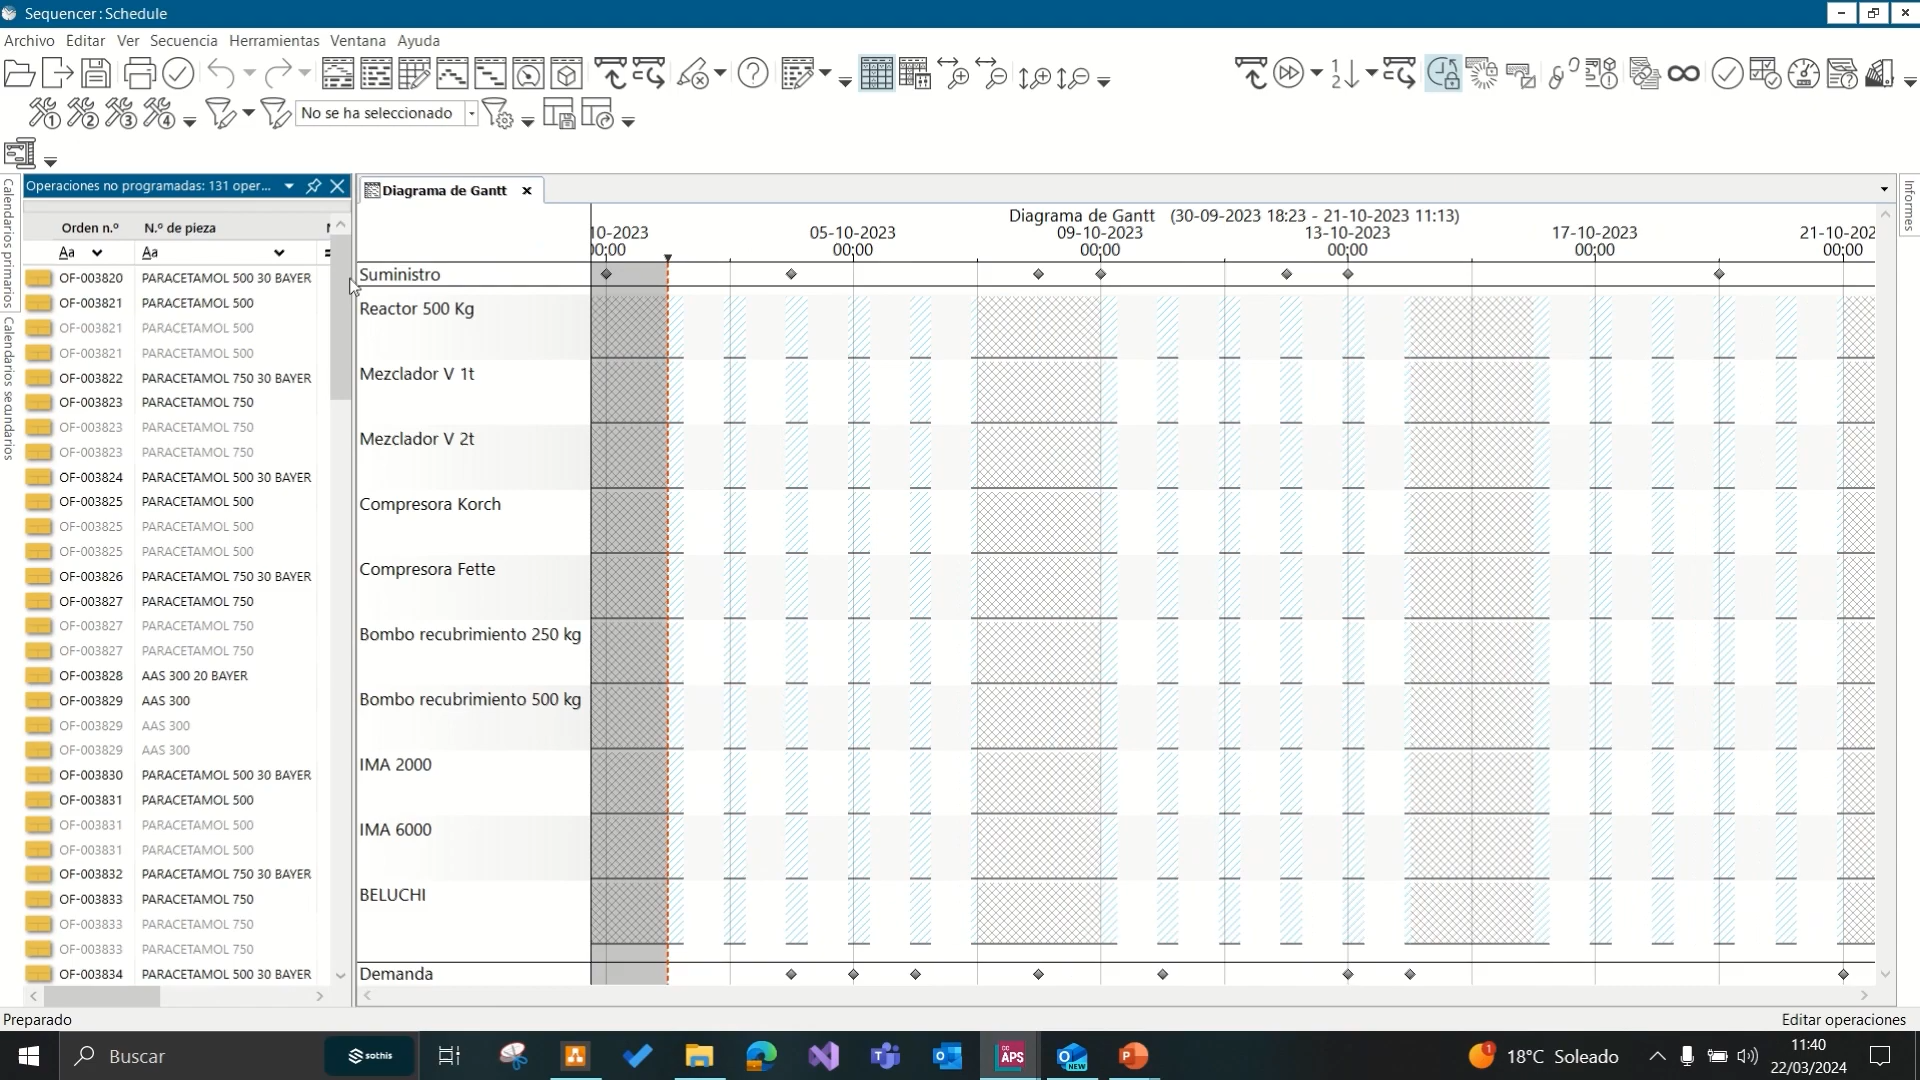 Sequencer : Schedule
Archivo Editar Ver Secuencia Herramientas Ventana Ayuda
No se ha seleccionado
Calendarios primarios
Calendarios secundarios
Operaciones no programadas: 131 oper...
Orden n.º N.º de pieza
Aa Aa =
OF-003820 PARACETAMOL 500 30 BAYER
OF-003821 PARACETAMOL 500
OF-003821 PARACETAMOL 500
OF-003821 PARACETAMOL 500
OF-003822 PARACETAMOL 750 30 BAYER
OF-003823 PARACETAMOL 750
OF-003823 PARACETAMOL 750
OF-003823 PARACETAMOL 750
OF-003824 PARACETAMOL 500 30 BAYER
OF-003825 PARACETAMOL 500
OF-003825 PARACETAMOL 500
OF-003825 PARACETAMOL 500
OF-003826 PARACETAMOL 750 30 BAYER
OF-003827 PARACETAMOL 750
OF-003827 PARACETAMOL 750
OF-003827 PARACETAMOL 750
OF-003828 AAS 300 20 BAYER
OF-003829 AAS 300
OF-003829 AAS 300
OF-003829 AAS 300
OF-003830 PARACETAMOL 500 30 BAYER
OF-003831 PARACETAMOL 500
OF-003831 PARACETAMOL 500
OF-003831 PARACETAMOL 500
OF-003832 PARACETAMOL 750 30 BAYER
OF-003833 PARACETAMOL 750
OF-003833 PARACETAMOL 750
OF-003833 PARACETAMOL 750
OF-003834 PARACETAMOL 500 30 BAYER
Diagrama de Gantt
Diagrama de Gantt (30-09-2023 18:23 - 21-10-2023 11:13)
10-2023 05-10-2023 09-10-2023 13-10-2023 17-10-2023 21-10-202
00:00 00:00 00:00 00:00 00:00 00:00
Suministro
Reactor 500 Kg
Mezclador V 1t
Mezclador V 2t
Compresora Korch
Compresora Fette
Bombo recubrimiento 250 kg
Bombo recubrimiento 500 kg
IMA 2000
IMA 6000
BELUCHI
Demanda
Informes
Preparado
Editar operaciones
Buscar
sothis
CC APS
NEW
1
18°C Soleado
11:40
22/03/2024